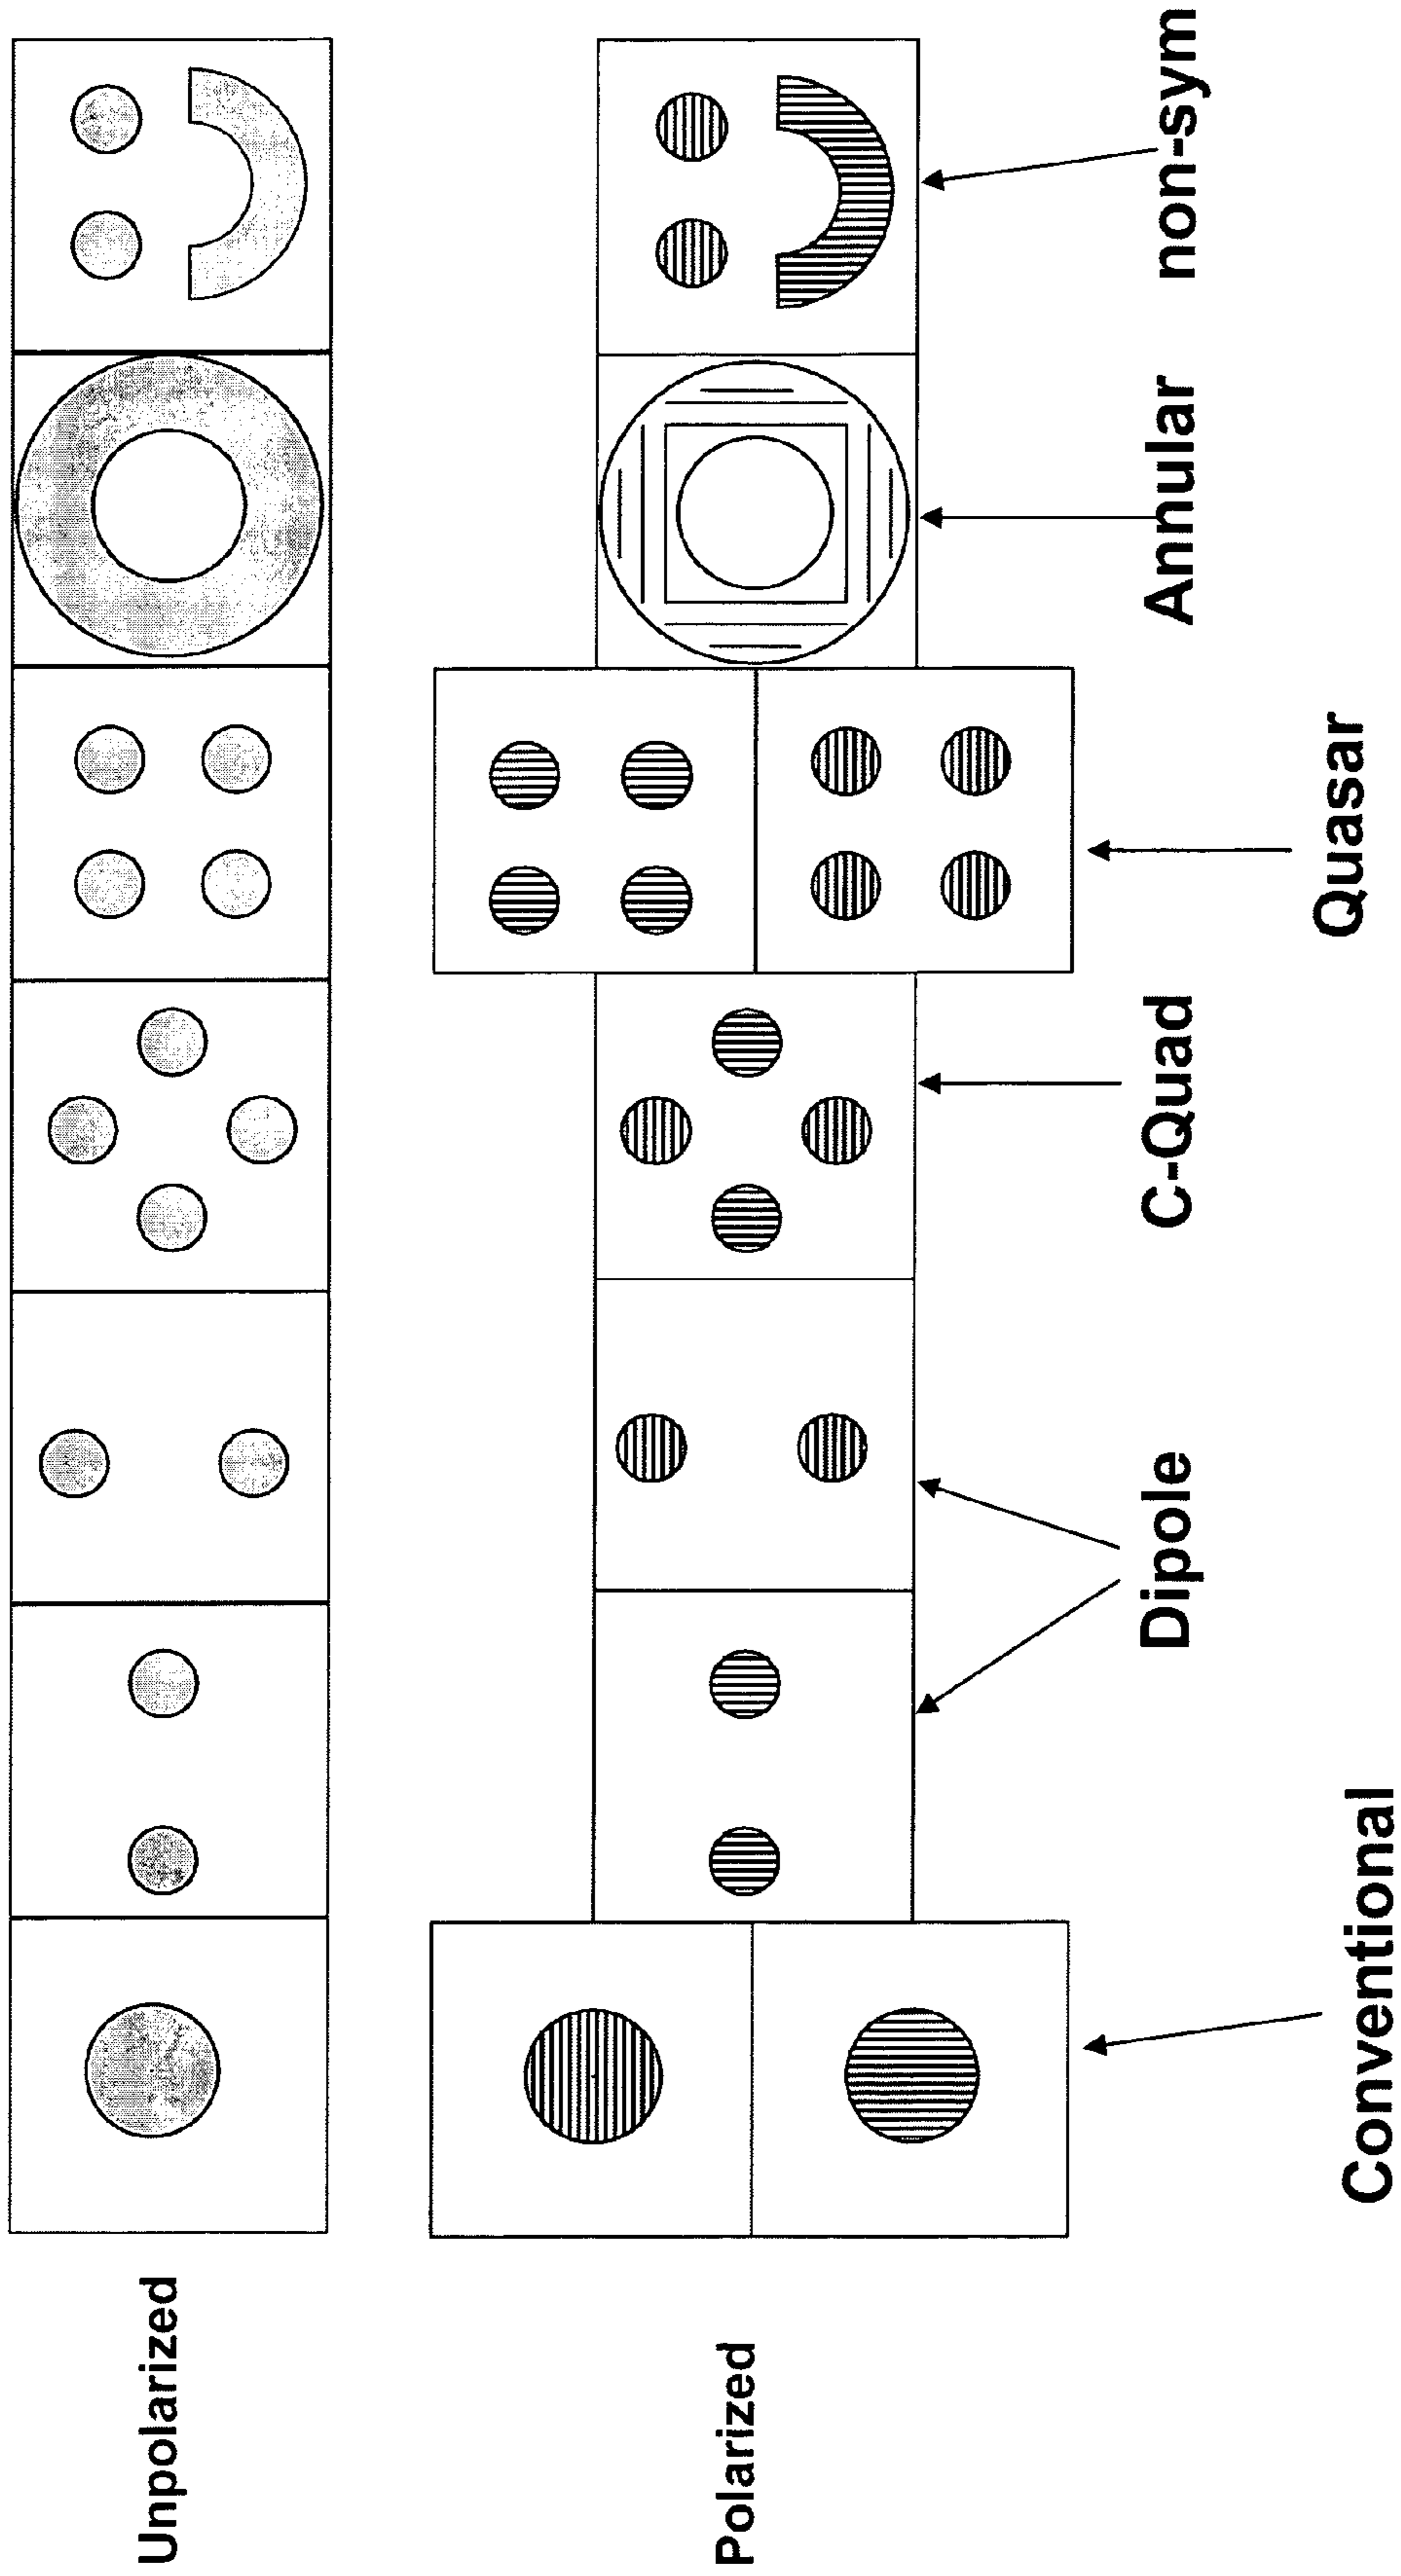 Unpolarized
Polarized
Conventional
Dipole
C-Quad
Quasar
Annular
non-sym